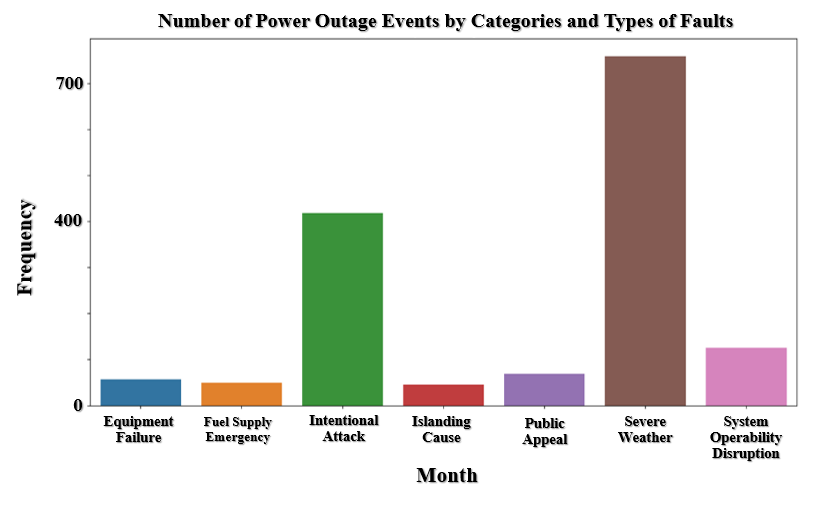 Number of Power Outage Events by Categories and Types of Faults
700
400
0
Frequency
Equipment
Failure
Fuel Supply
Emergency
Intentional
Attack
Islanding
Cause
Public
Appeal
Severe
Weather
System
Operability
Disruption
Month